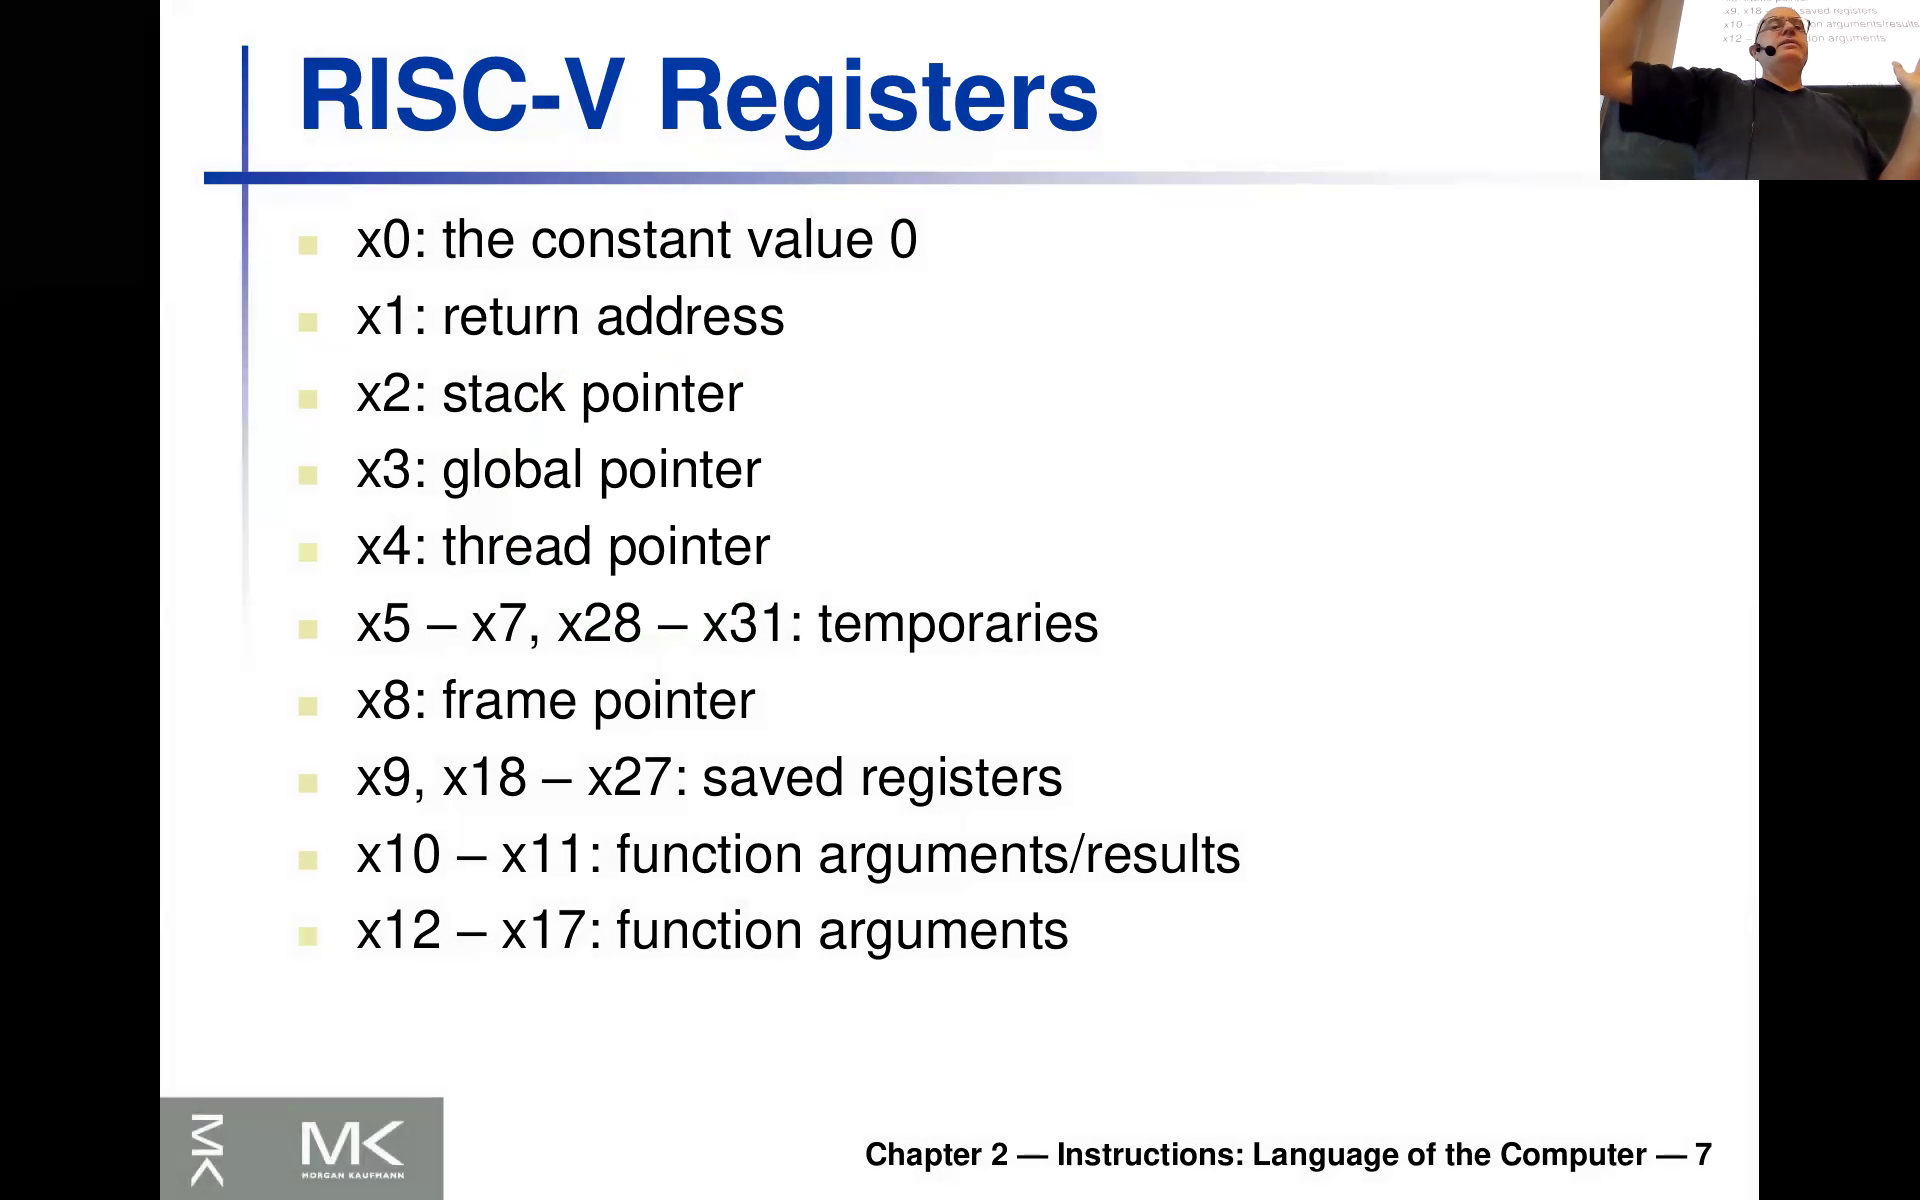 RISC-V Registers
x0: the constant value 0
x1: return address
x2: stack pointer
x3: global pointer
x4: thread pointer
x5 – x7, x28 – x31: temporaries
x8: frame pointer
x9, x18 – x27: saved registers
x10 – x11: function arguments/results
x12 – x17: function arguments
x9, x18 saved registers
x10 – on arguments/results
x12 – ion arguments
MK
MK
MORGAN KAUFMANN
Chapter 2 — Instructions: Language of the Computer — 7